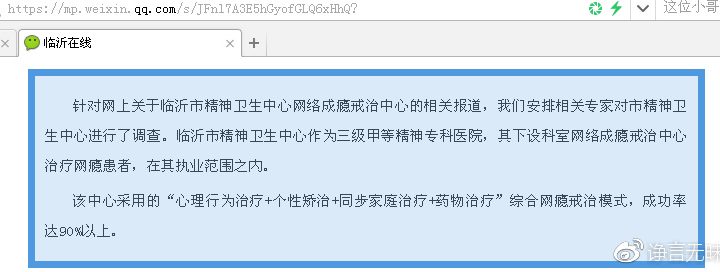 https://mp.weixin.qq.com/s/JFnl7A3E5hGyofGLQ6xHhQ?
这位小哥
临沂在线
针对网上关于临沂市精神卫生中心网络成瘾戒治中心的相关报道，我们安排相关专家对市精神卫
生中心进行了调查。临沂市精神卫生中心作为三级甲等精神专科医院，其下设科室网络成瘾戒治中心
治疗网瘾患者，在其执业范围之内。
该中心采用的“心理行为治疗+个性矫治+同步家庭治疗+药物治疗”综合网瘾戒治模式，成功率
达90%以上。
@诤言无